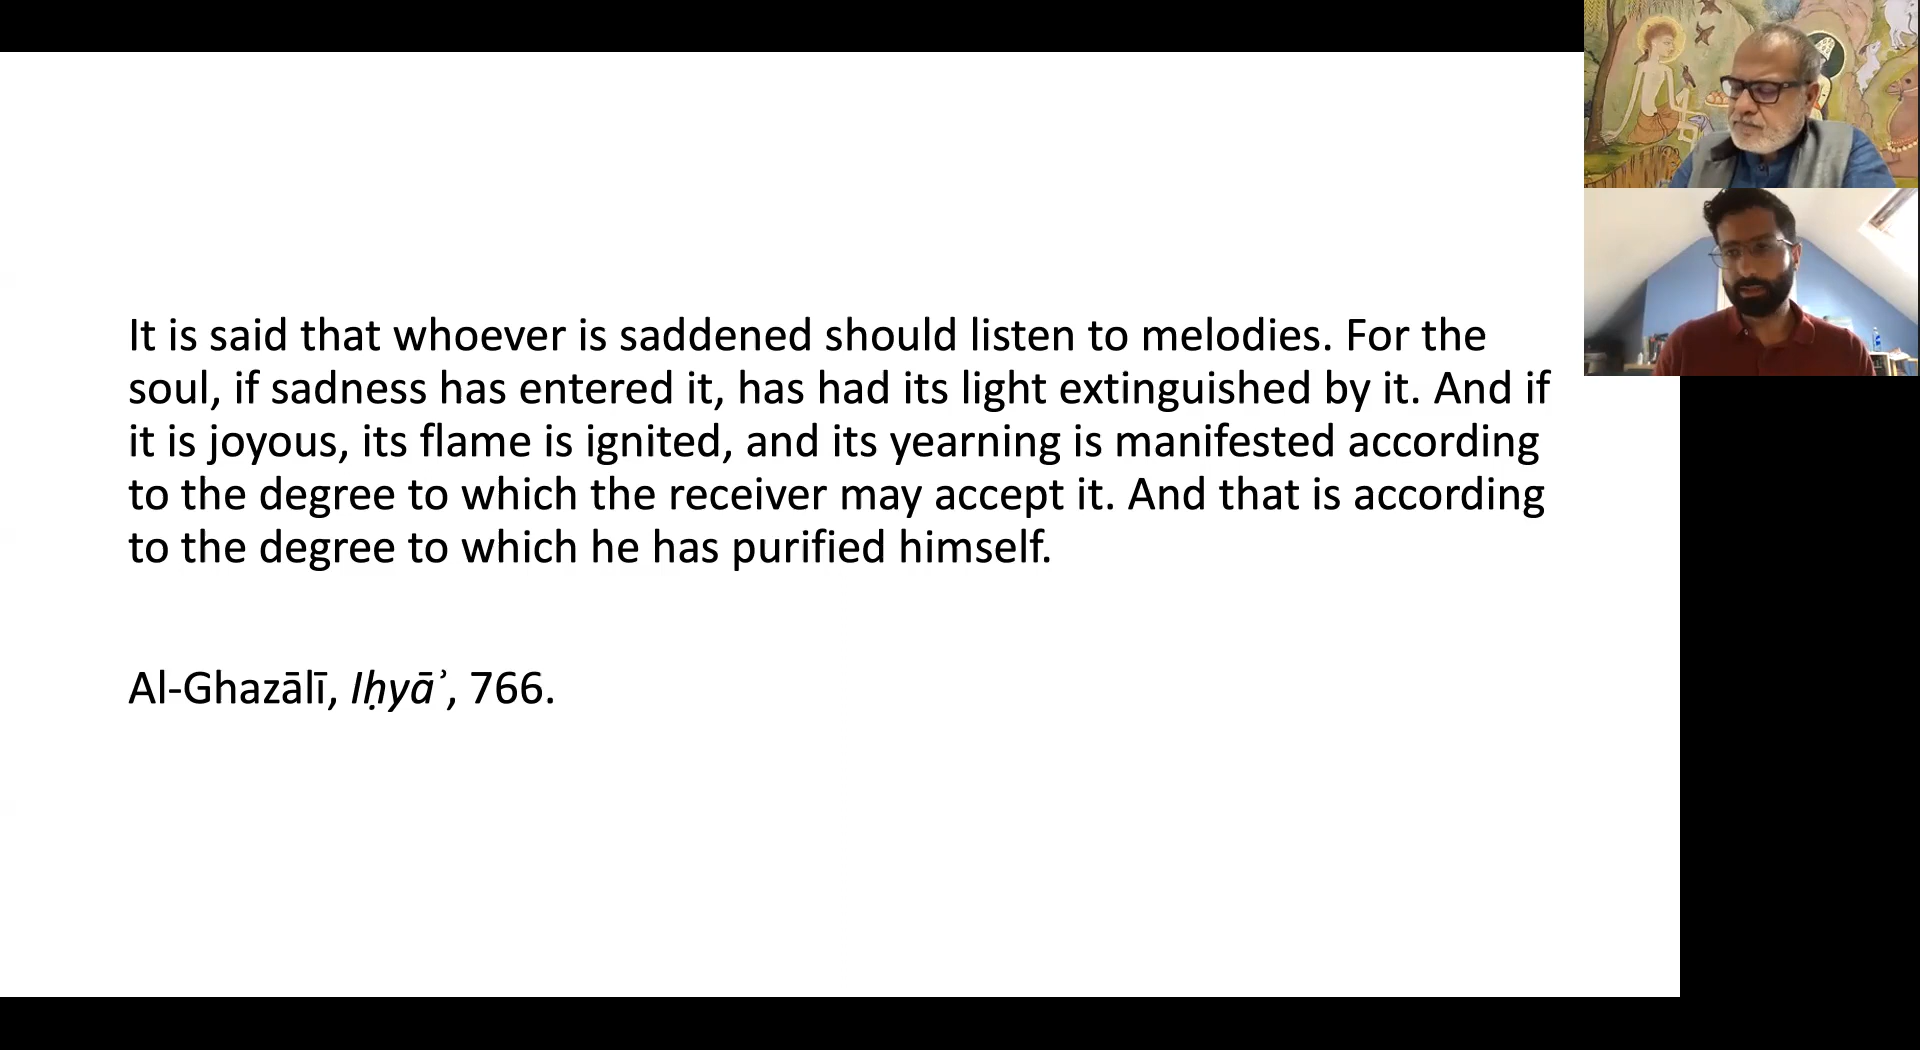 It is said that whoever is saddened should listen to melodies. For the
soul, if sadness has entered it, has had its light extinguished by it. And if
it is joyous, its flame is ignited, and its yearning is manifested according
to the degree to which the receiver may accept it. And that is according
to the degree to which he has purified himself.
Al-Ghazālī, Iḥyāʾ, 766.